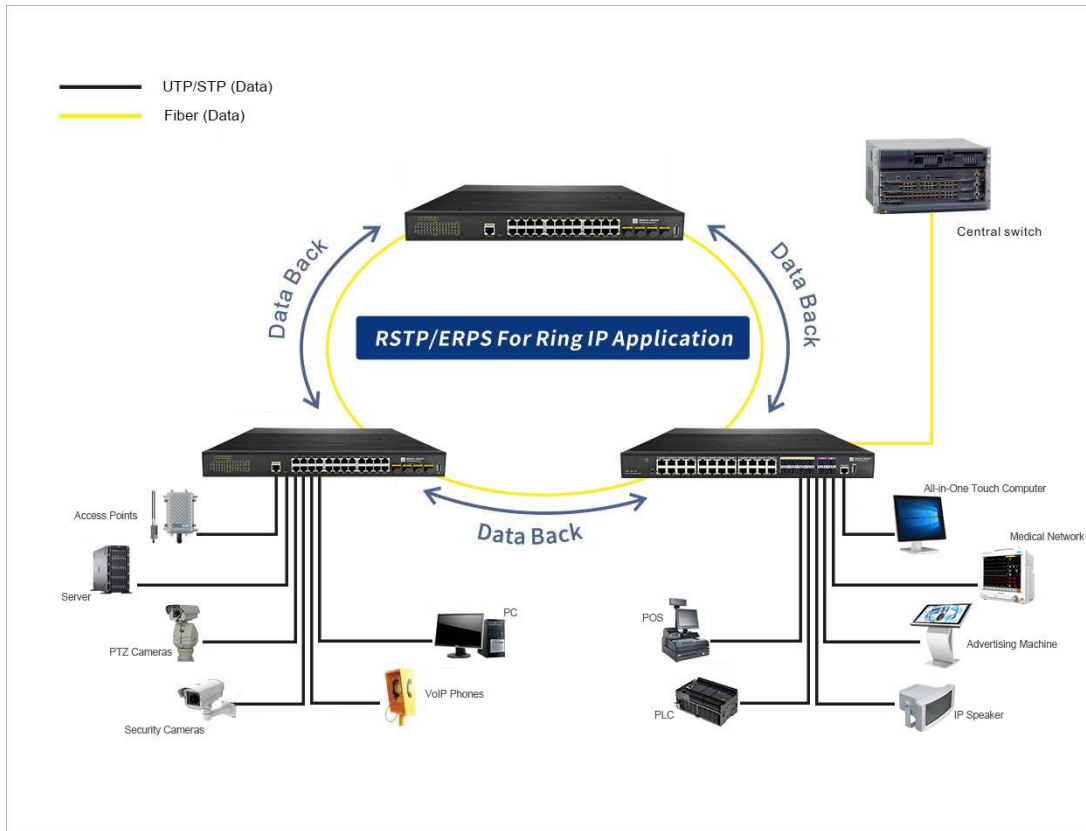 UTP/STP (Data)
Fiber (Data)
Central switch
Data Back
Data Back
RSTP/ERPS For Ring IP Application
Data Back
Access Points
Server
PTZ Cameras
Security Cameras
PC
VoIP Phones
POS
PLC
All-in-One Touch Computer
Medical Network
Advertising Machine
IP Speaker